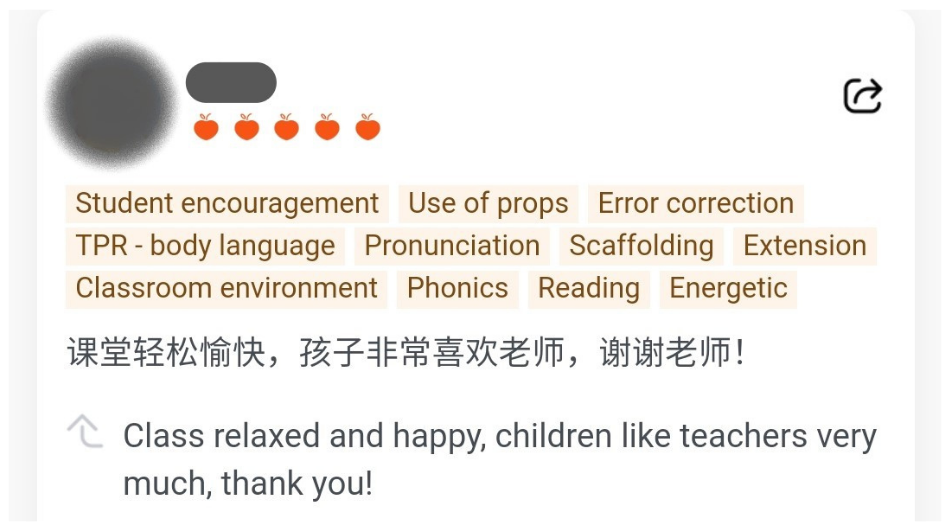 Student encouragement Use of props Error correction
TPR - body language Pronunciation Scaffolding Extension
Classroom environment Phonics Reading Energetic
课堂轻松愉快，孩子非常喜欢老师，谢谢老师！
Class relaxed and happy, children like teachers very
much, thank you!